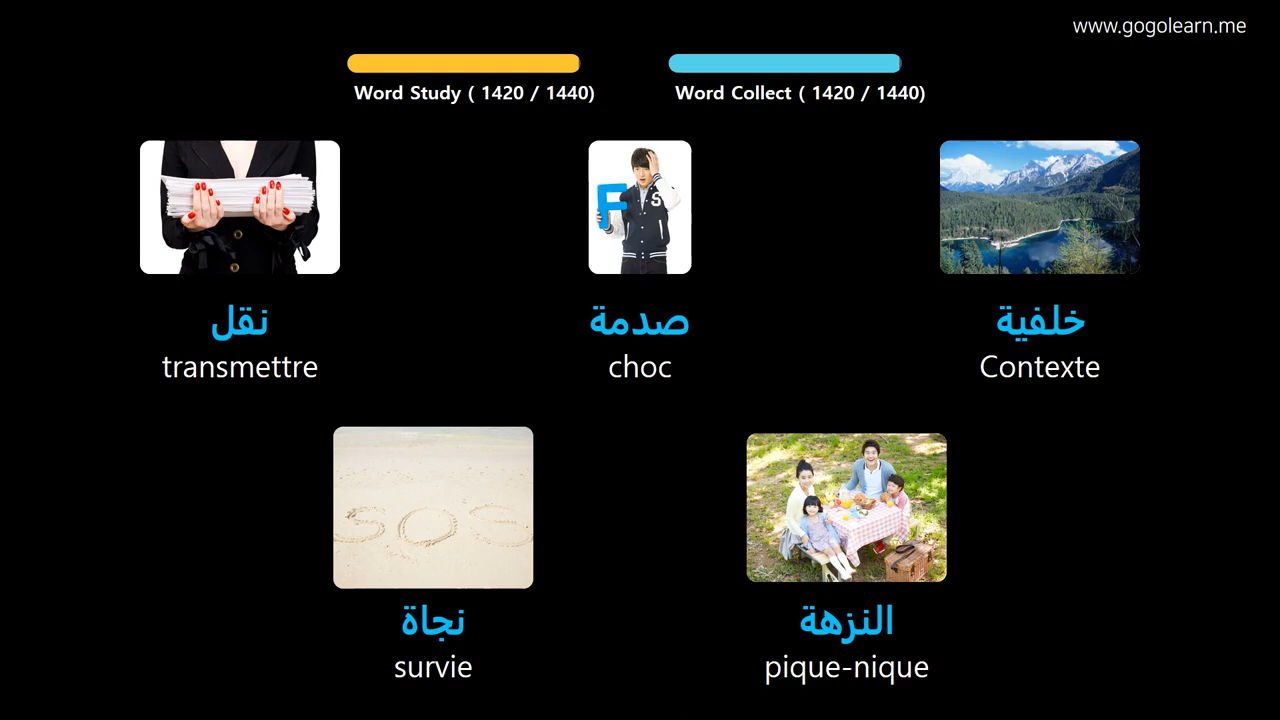 www.gogolearn.me
Word Study ( 1420 / 1440)
Word Collect ( 1420 / 1440)
F
S
نقل
transmettre
صدمة
choc
خلفية
Contexte
SOS
نجاة
survie
النزهة
pique-nique